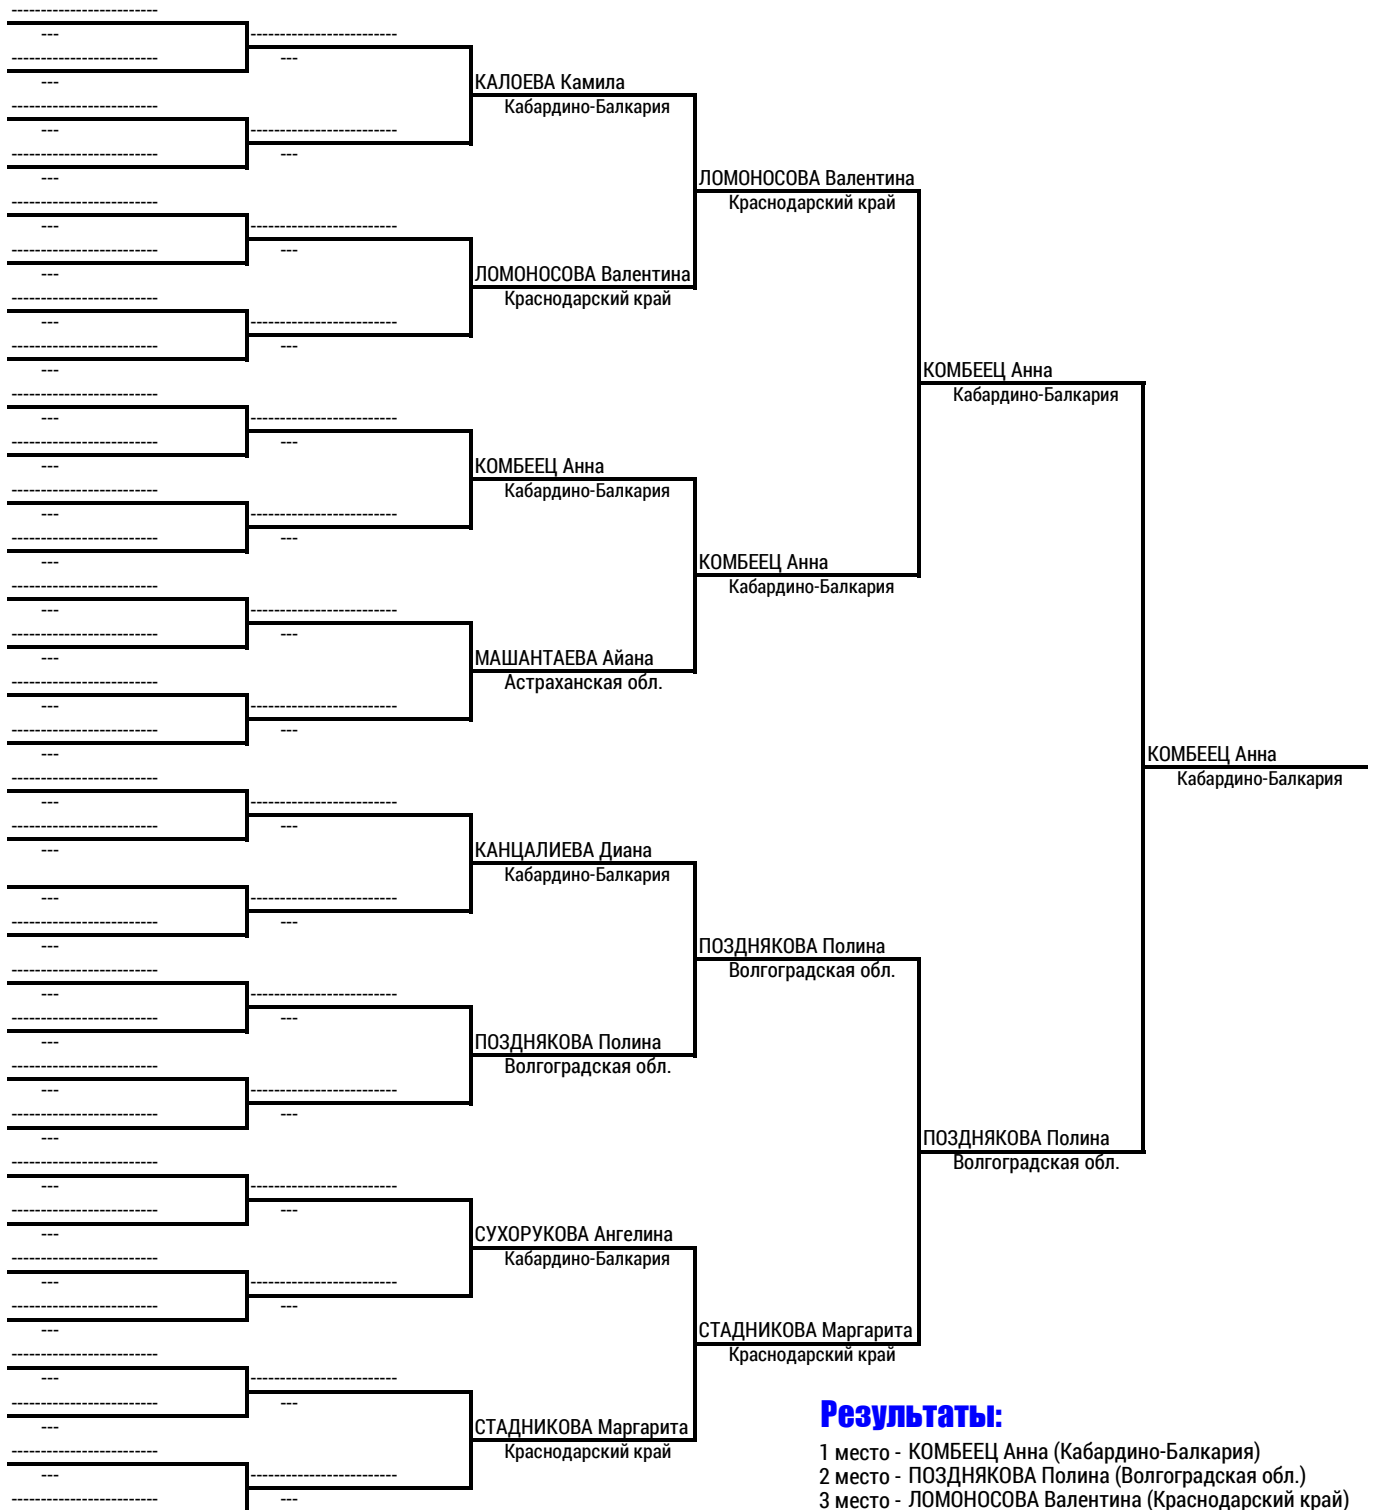 КАЛОЕВА Камила
Кабардино-Балкария
ЛОМОНОСОВА Валентина
Краснодарский край
ЛОМОНОСОВА Валентина
Краснодарский край
КОМБЕЕЦ Анна
Кабардино-Балкария
КОМБЕЕЦ Анна
Кабардино-Балкария
КОМБЕЕЦ Анна
Кабардино-Балкария
МАШАНТАЕВА Айана
Астраханская обл.
КОМБЕЕЦ Анна
Кабардино-Балкария
КАНЦАЛИЕВА Диана
Кабардино-Балкария
ПОЗДНЯКОВА Полина
Волгоградская обл.
ПОЗДНЯКОВА Полина
Волгоградская обл.
ПОЗДНЯКОВА Полина
Волгоградская обл.
СУХОРУКОВА Ангелина
Кабардино-Балкария
СТАДНИКОВА Маргарита
Краснодарский край
СТАДНИКОВА Маргарита
Краснодарский край
Результаты:
1 место - КОМБЕЕЦ Анна (Кабардино-Балкария)
2 место - ПОЗДНЯКОВА Полина (Волгоградская обл.)
3 место - ЛОМОНОСОВА Валентина (Краснодарский край)